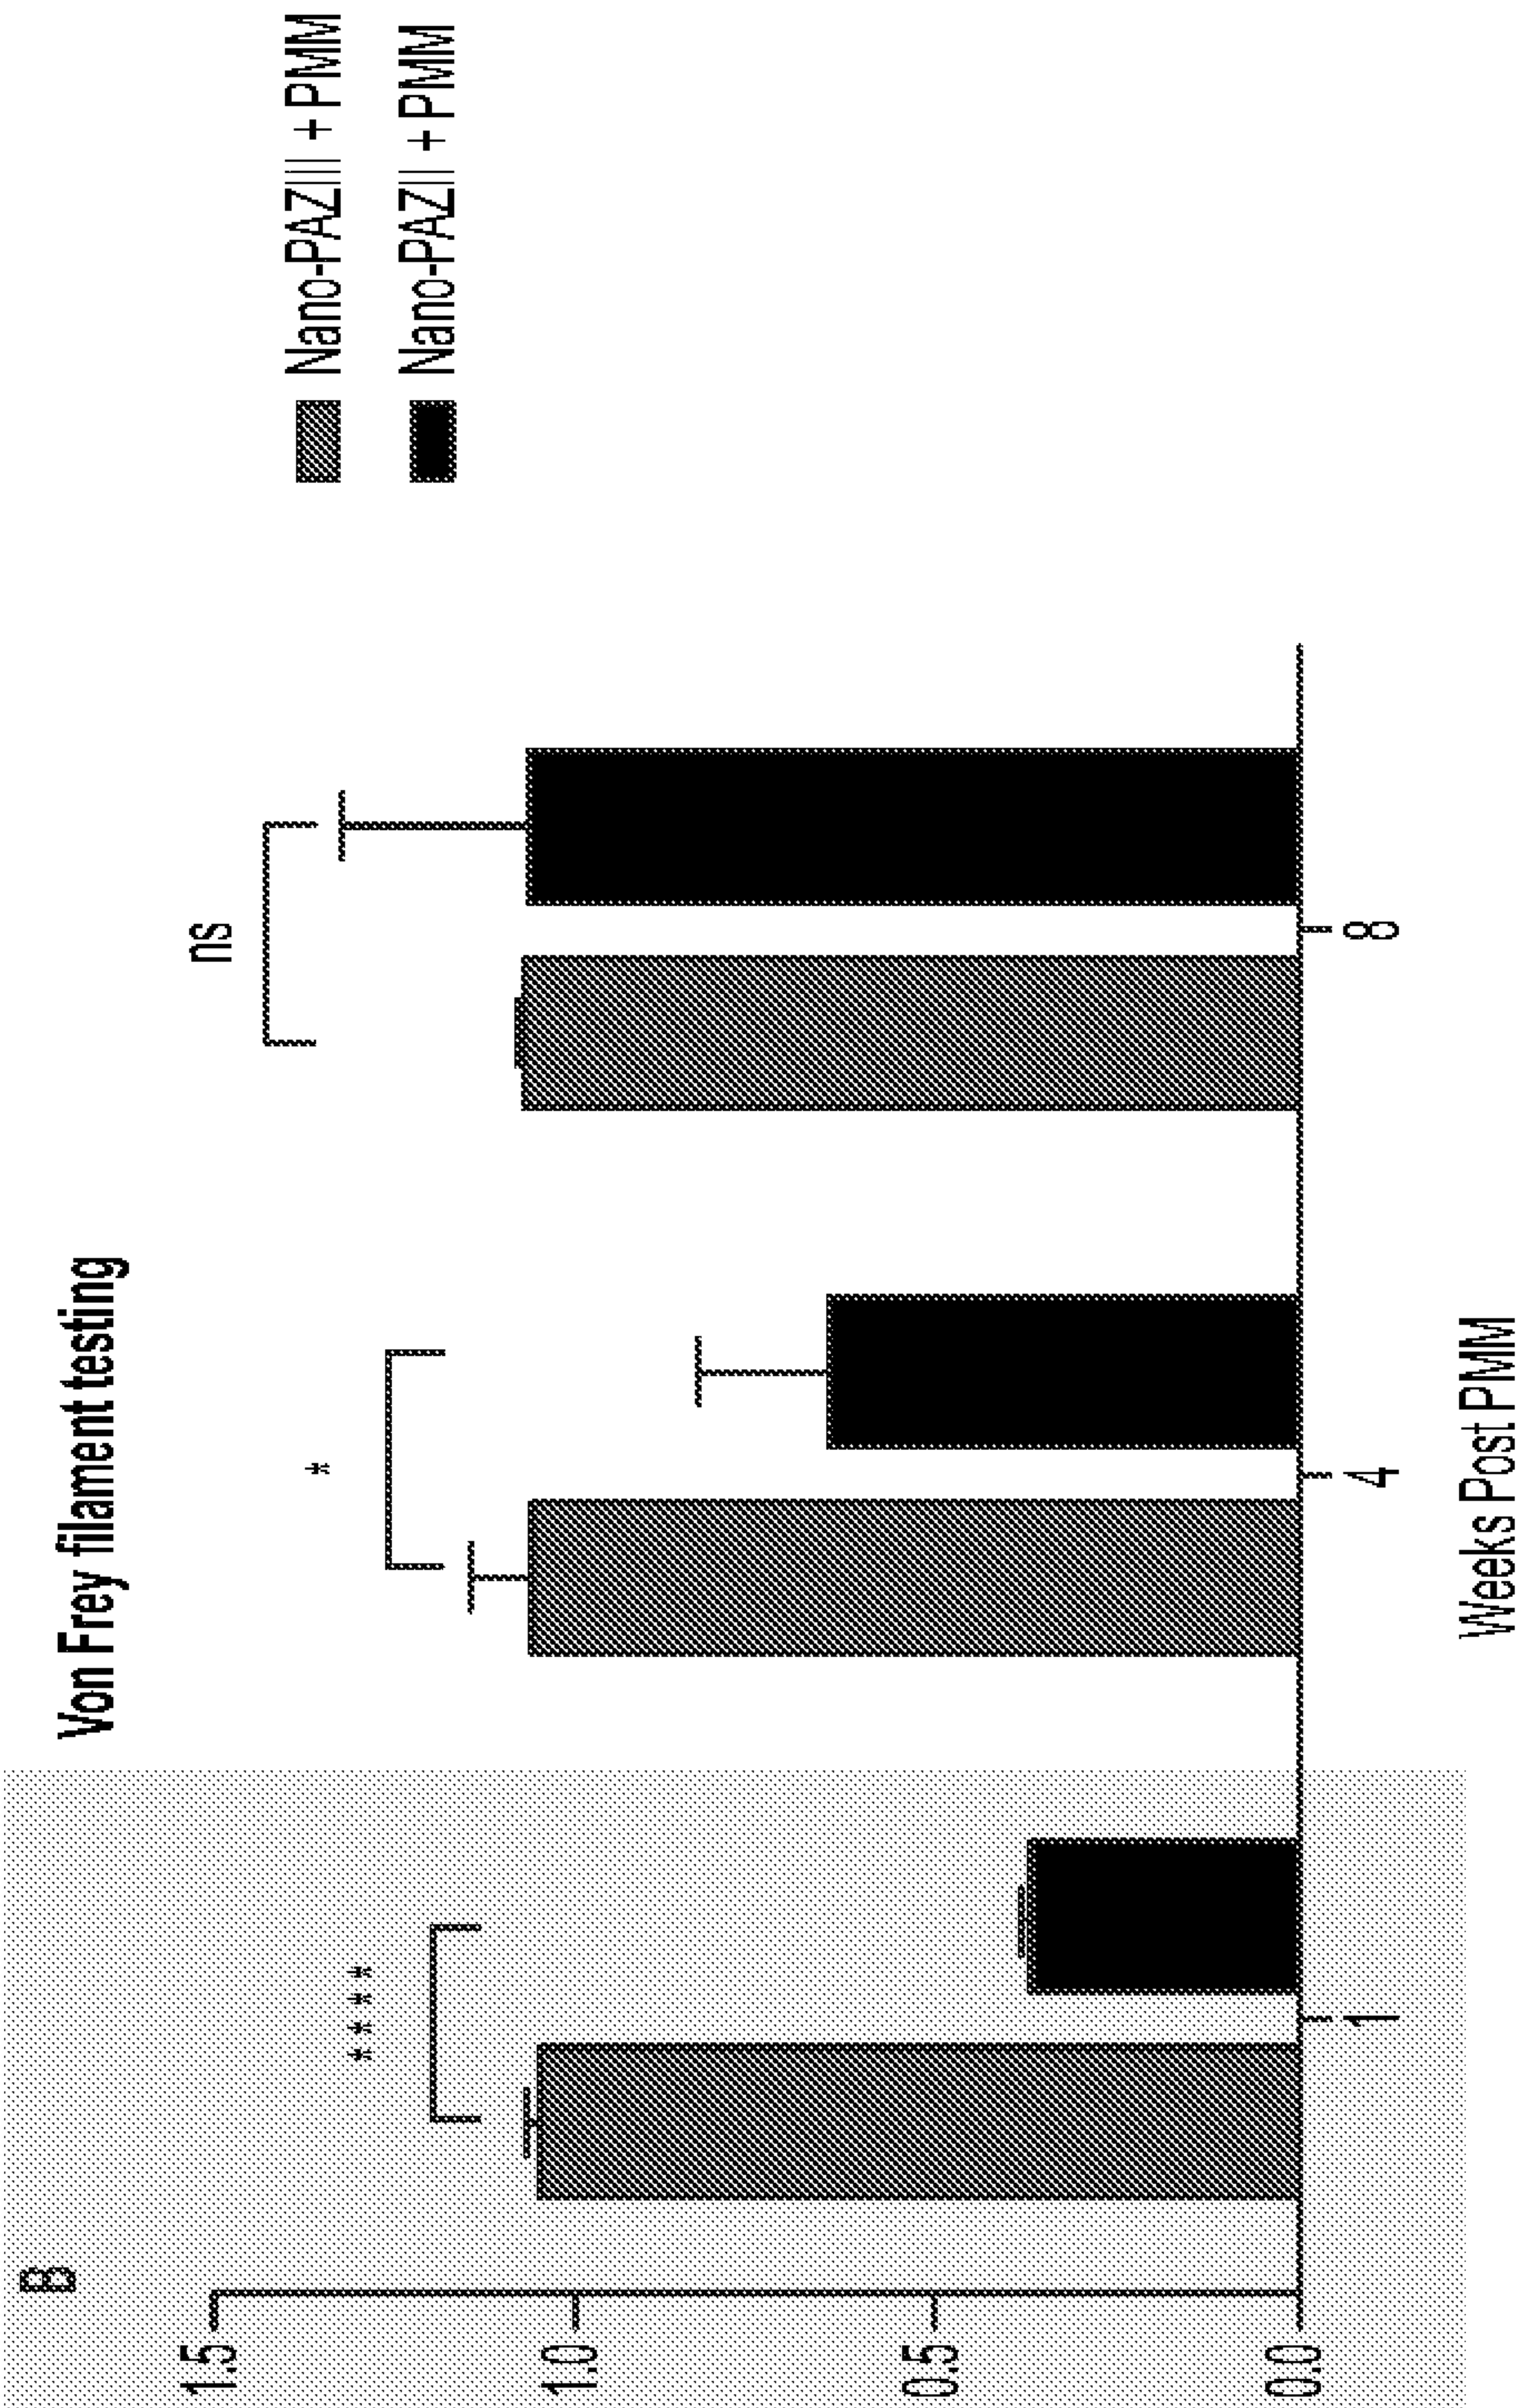 B
Von Frey filament testing
Nano-PAZIII + PMM
Nano-PAZII + PMM
****
*
ns
1.5
1.0
0.5
0.0
1
4
8
Weeks Post PMM